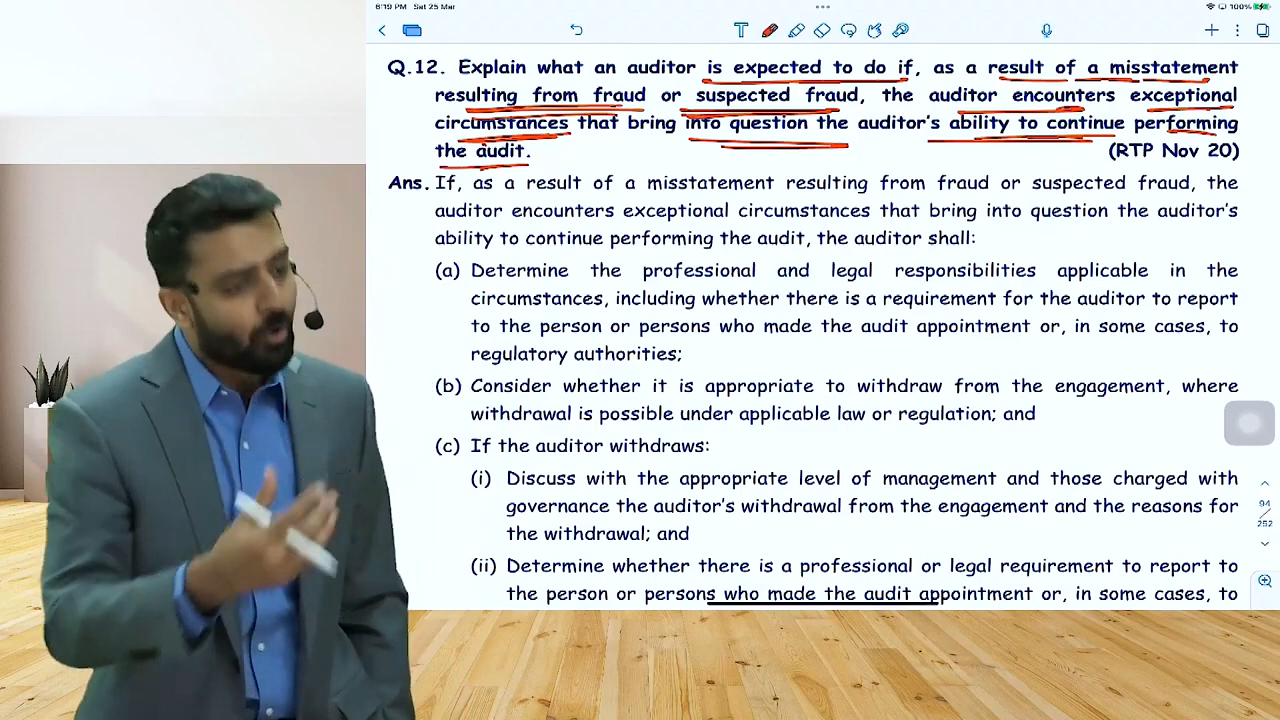 6:19 PM Sat 25 Mar
100%
T
Q.12. Explain what an auditor is expected to do if, as a result of a misstatement
resulting from fraud or suspected fraud, the auditor encounters exceptional
circumstances that bring into question the auditor's ability to continue performing
the audit.
(RTP Nov 20)
Ans. If, as a result of a misstatement resulting from fraud or suspected fraud, the
auditor encounters exceptional circumstances that bring into question the auditor's
ability to continue performing the audit, the auditor shall:
(a) Determine the professional and legal responsibilities applicable in the
circumstances, including whether there is a requirement for the auditor to report
to the person or persons who made the audit appointment or, in some cases, to
regulatory authorities;
(b) Consider whether it is appropriate to withdraw from the engagement, where
withdrawal is possible under applicable law or regulation; and
(c) If the auditor withdraws:
(i) Discuss with the appropriate level of management and those charged with
governance the auditor's withdrawal from the engagement and the reasons for
the withdrawal; and
(ii) Determine whether there is a professional or legal requirement to report to
the person or persons who made the audit appointment or, in some cases, to
94
252